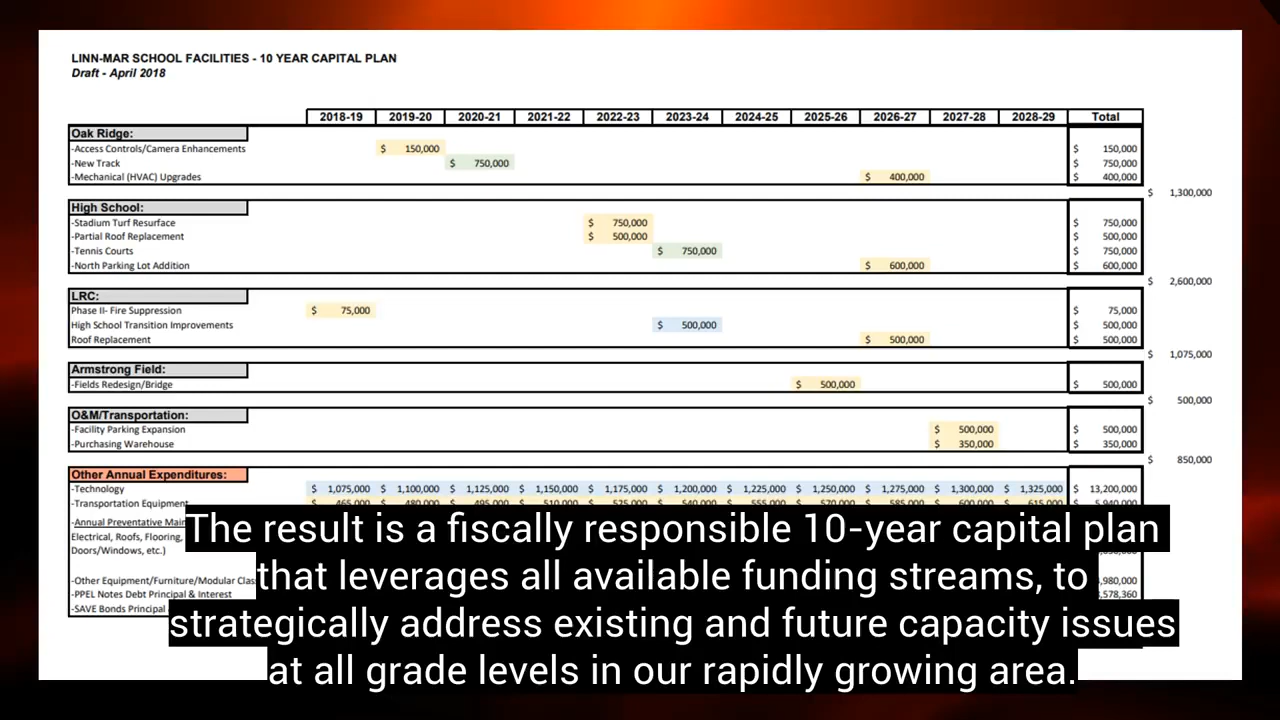 LINN-MAR SCHOOL FACILITIES - 10 YEAR CAPITAL PLAN
Draft - April 2018
2018-19 2019-20 2020-21 2021-22 2022-23 2023-24 2024-25 2025-26 2026-27 2027-28 2028-29 Total
Oak Ridge:
-Access Controls/Camera Enhancements $ 150,000 $ 150,000
-New Track $ 750,000 $ 750,000
-Mechanical (HVAC) Upgrades $ 400,000 $ 400,000
$ 1,300,000
High School:
-Stadium Turf Resurface $ 750,000 $ 750,000
-Partial Roof Replacement $ 500,000 $ 500,000
-Tennis Courts $ 750,000 $ 750,000
-North Parking Lot Addition $ 600,000 $ 600,000
$ 2,600,000
LRC:
Phase II- Fire Suppression $ 75,000 $ 75,000
High School Transition Improvements $ 500,000 $ 500,000
Roof Replacement $ 500,000 $ 500,000
$ 1,075,000
Armstrong Field:
-Fields Redesign/Bridge $ 500,000 $ 500,000
$ 500,000
O&M/Transportation:
-Facility Parking Expansion $ 500,000 $ 500,000
-Purchasing Warehouse $ 350,000 $ 350,000
$ 850,000
Other Annual Expenditures:
-Technology $ 1,075,000 $ 1,100,000 $ 1,125,000 $ 1,150,000 $ 1,175,000 $ 1,200,000 $ 1,225,000 $ 1,250,000 $ 1,275,000 $ 1,300,000 $ 1,325,000 $ 13,200,000
-Transportation Equipment
-Annual Preventative
Electrical, Roofs, Flooring,
Doors/Windows, etc.)
-Other Equipment/Furniture/Modular
-PPEL Notes Debt Principal & Interest
-SAVE Bonds Principal
The result is a fiscally responsible 10-year capital plan
that leverages all available funding streams, to
strategically address existing and future capacity issues
at all grade levels in our rapidly growing area.